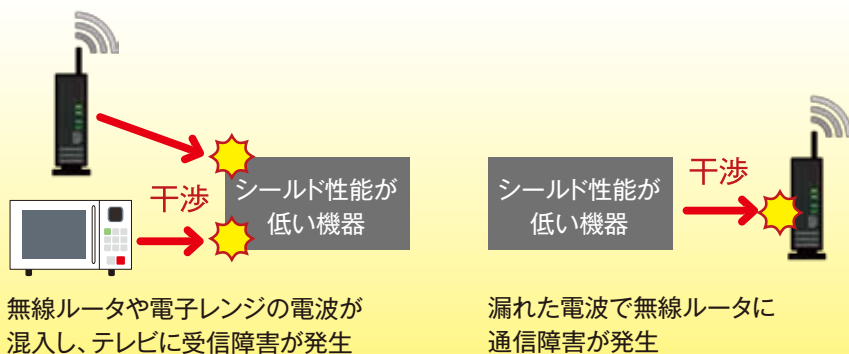 干渉
シールド性能が
低い機器
無線ルータや電子レンジの電波が
混入し、テレビに受信障害が発生
シールド性能が
低い機器
干渉
漏れた電波で無線ルータに
通信障害が発生